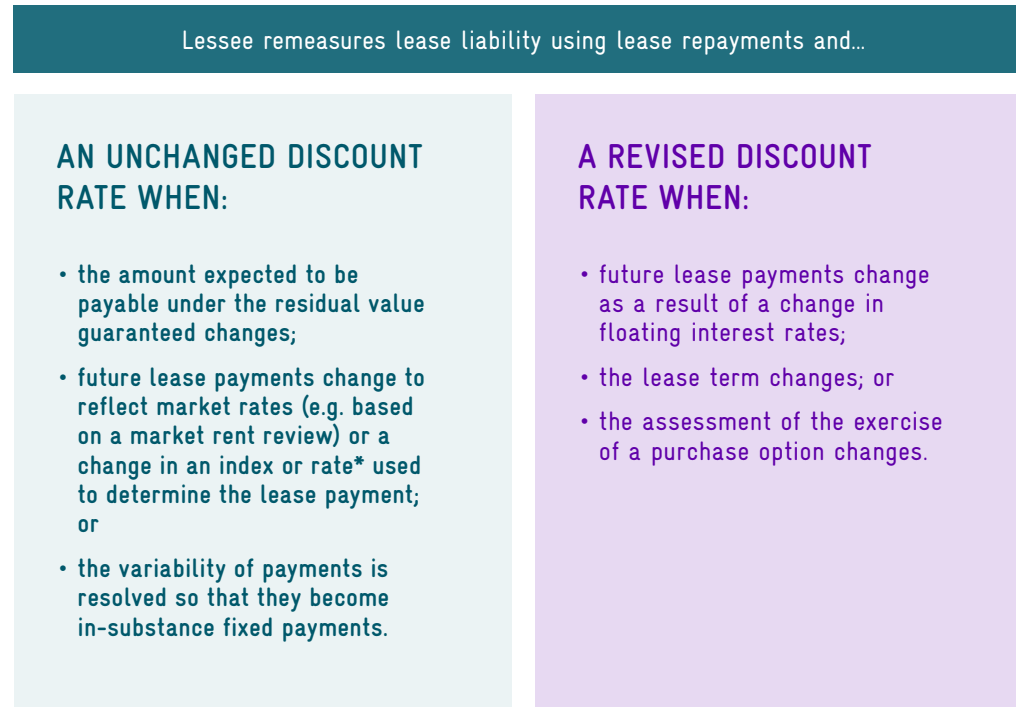 Lessee remeasures lease liability using lease repayments and...
AN UNCHANGED DISCOUNT
RATE WHEN:
• the amount expected to be
payable under the residual value
guaranteed changes;
• future lease payments change to
reflect market rates (e.g. based
on a market rent review) or a
change in an index or rate* used
to determine the lease payment;
or
• the variability of payments is
resolved so that they become
in-substance fixed payments.
A REVISED DISCOUNT
RATE WHEN:
• future lease payments change
as a result of a change in
floating interest rates;
• the lease term changes; or
• the assessment of the exercise
of a purchase option changes.